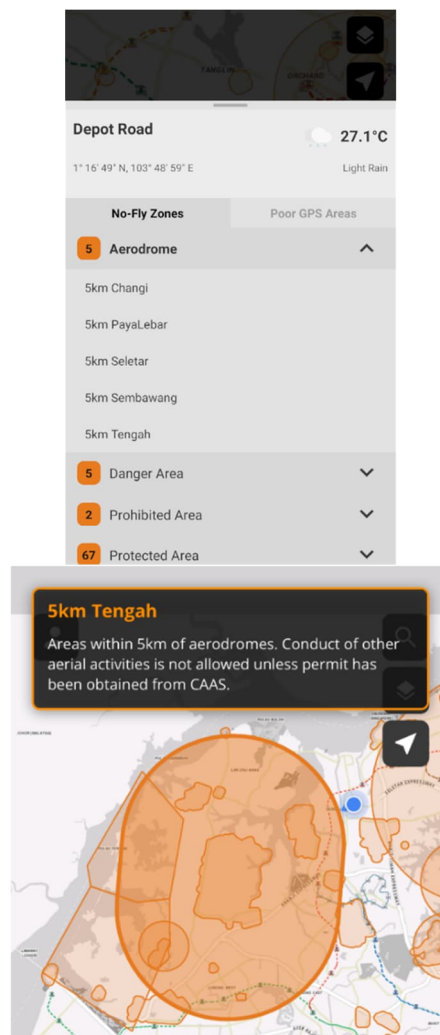 TANGLIN
ORCHARD
Depot Road
27.1°C
1° 16' 49" N, 103° 48' 59" E
Light Rain
No-Fly Zones
Poor GPS Areas
5 Aerodrome
5km Changi
5km PayaLebar
5km Seletar
5km Sembawang
5km Tengah
5 Danger Area
2 Prohibited Area
67 Protected Area
5km Tengah
Areas within 5km of aerodromes. Conduct of other
aerial activities is not allowed unless permit has
been obtained from CAAS.